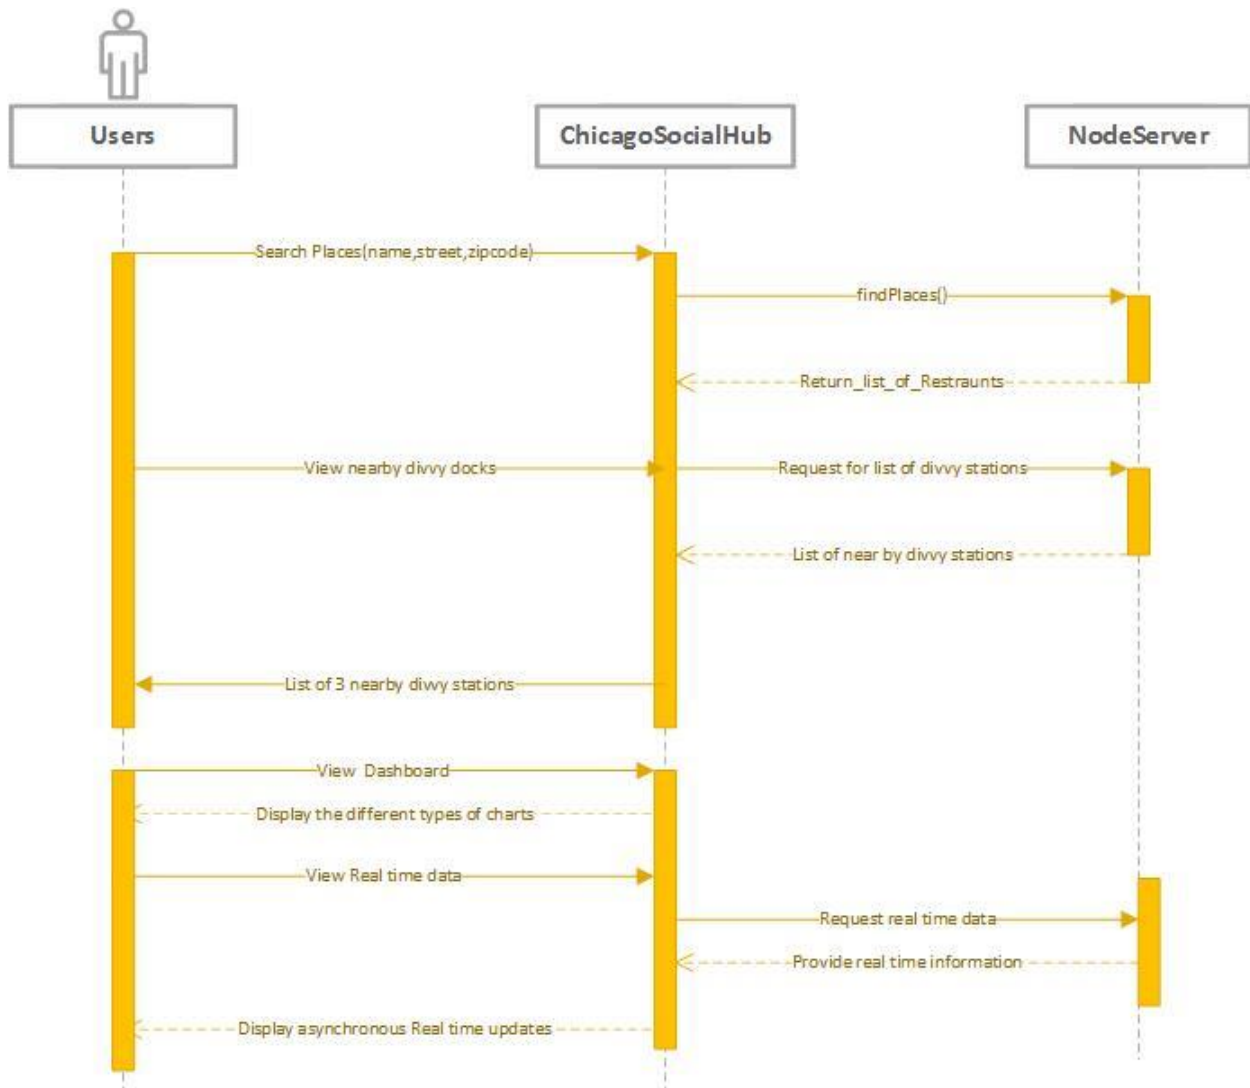 Users
ChicagoSocialHub
NodeServer
Search Places(name,street,zipcode)
findPlaces()
Return_list_of_Restraunts
View nearby divvy docks
Request for list of divvy stations
List of near by divvy stations
List of 3 nearby divvy stations
View Dashboard
Display the different types of charts
View Real time data
Request real time data
Provide real time information
Display asynchronous Real time updates